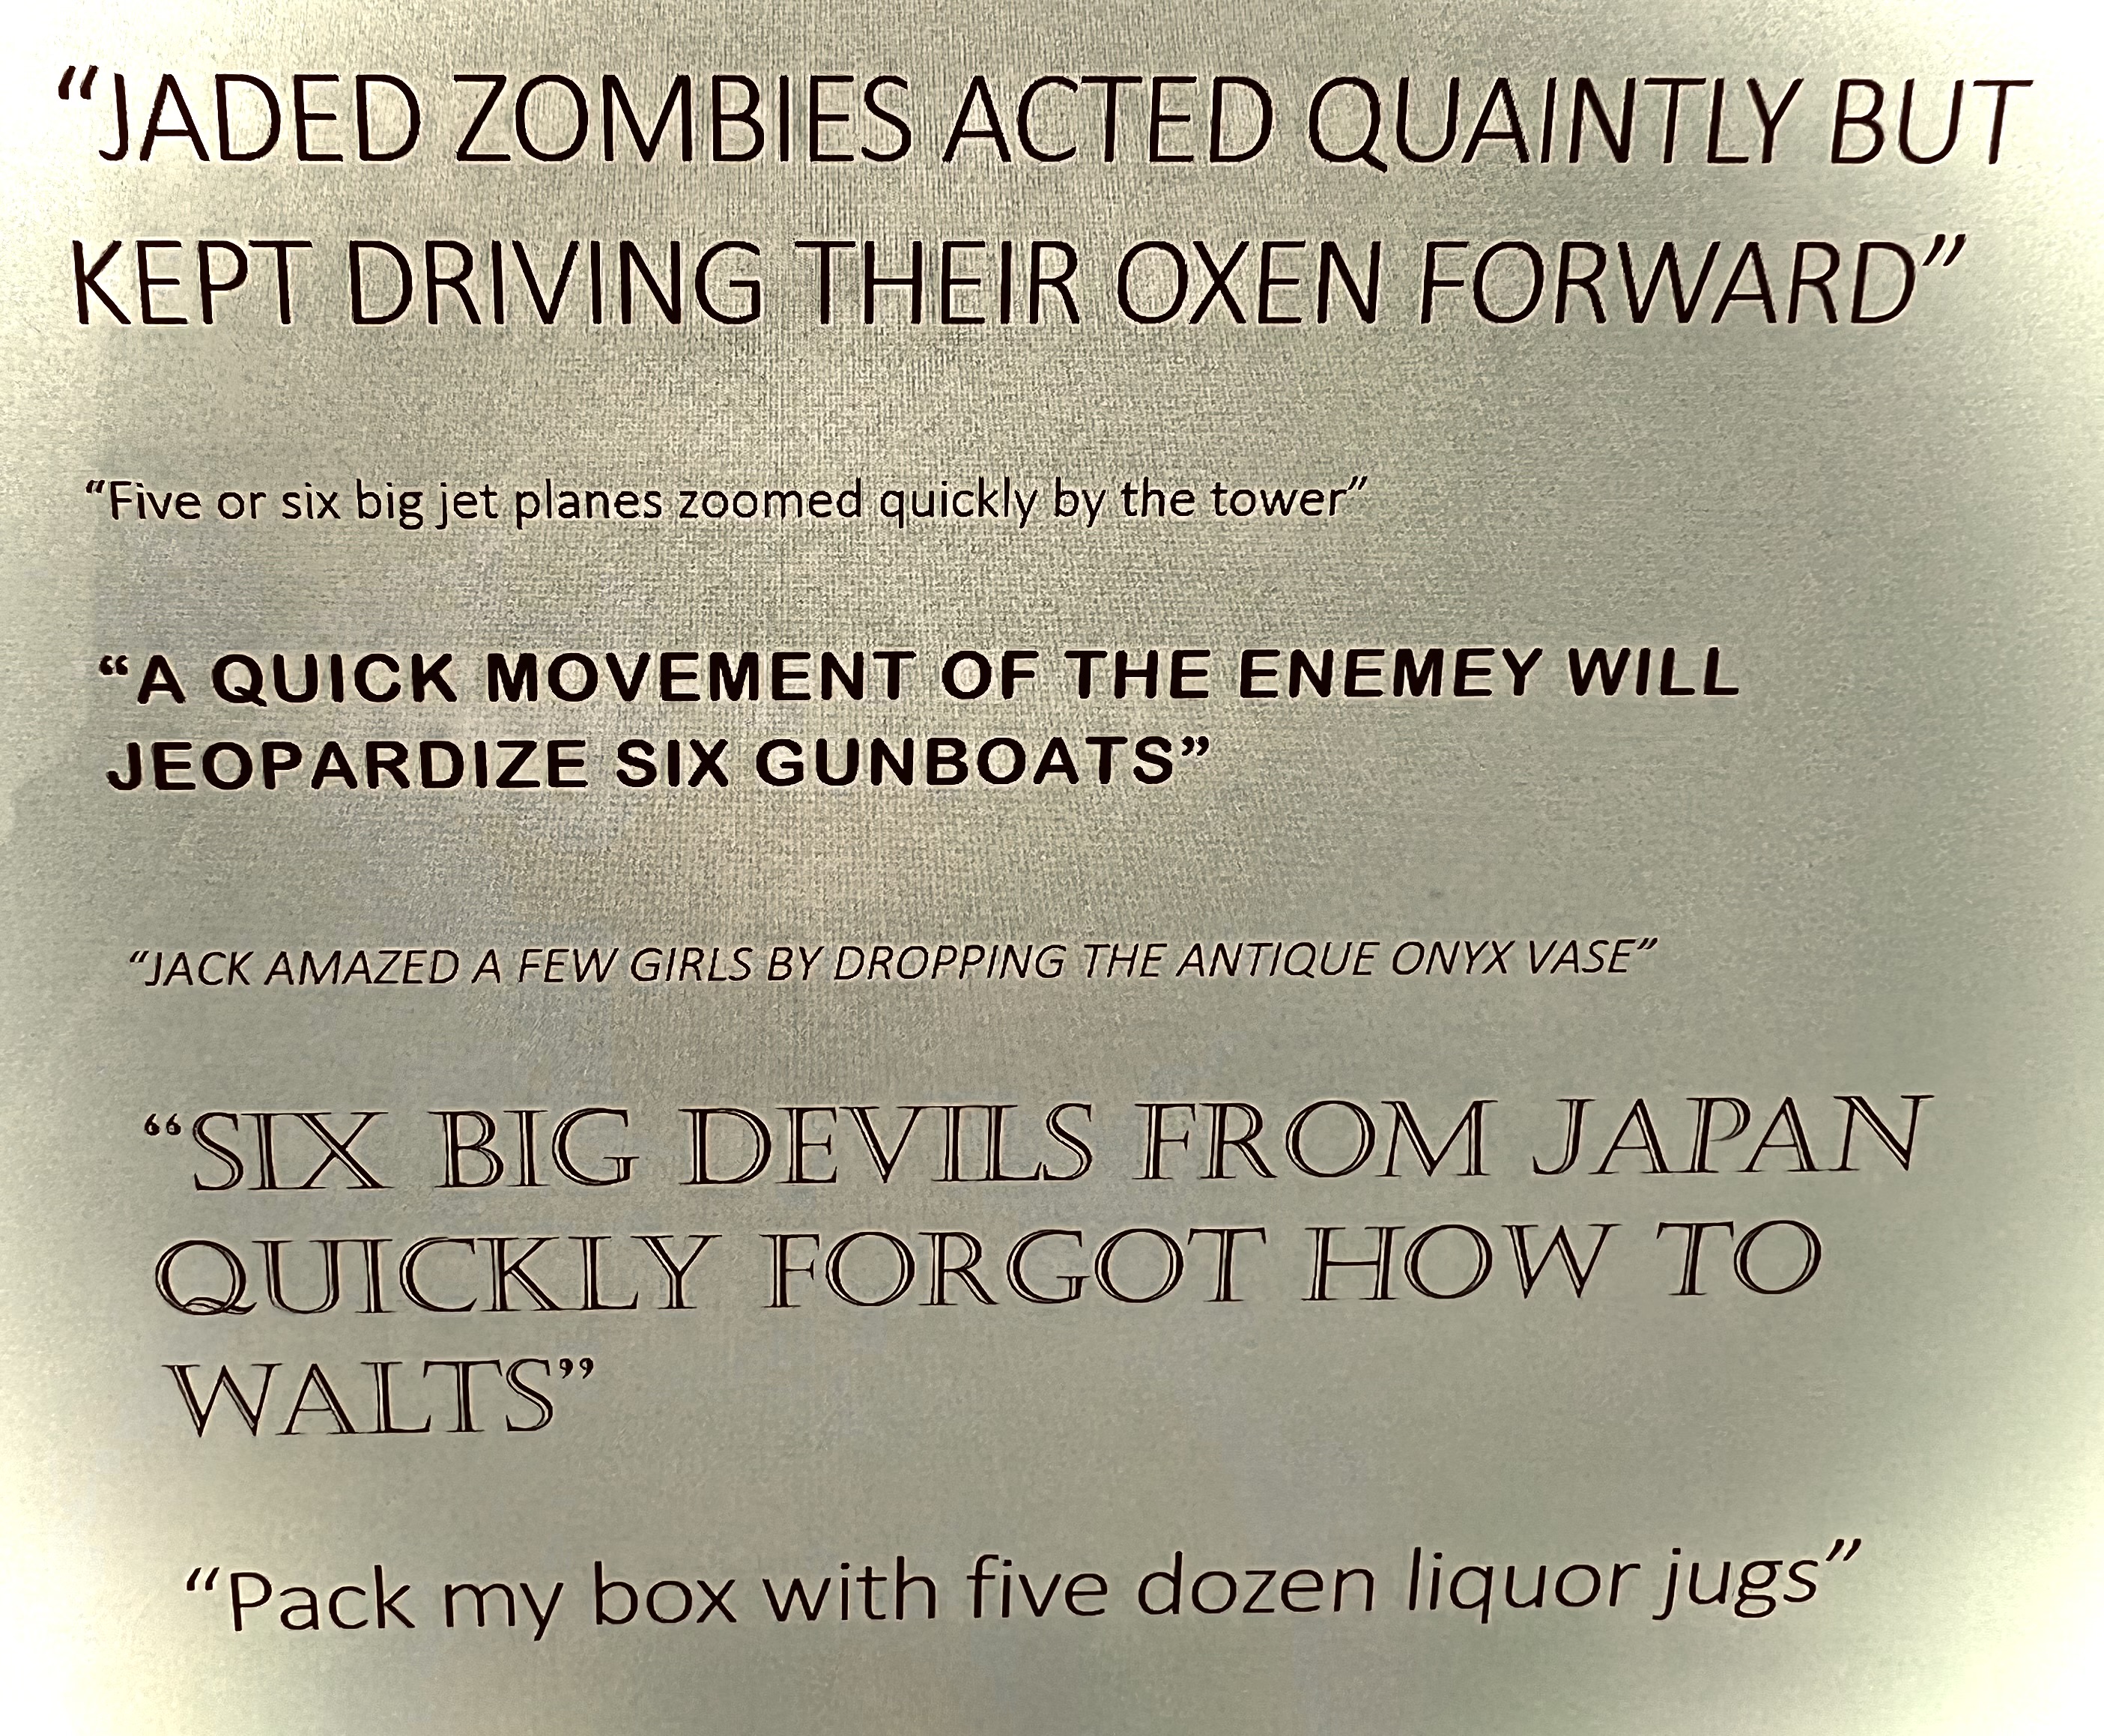 “JADED ZOMBIES ACTED QUAINTLY BUT
KEPT DRIVING THEIR OXEN FORWARD”
“Five or six big jet planes zoomed quickly by the tower”
“A QUICK MOVEMENT OF THE ENEMEY WILL
JEOPARDIZE SIX GUNBOATS”
“JACK AMAZED A FEW GIRLS BY DROPPING THE ANTIQUE ONYX VASE”
“SIX BIG DEVILS FROM JAPAN
QUICKLY FORGOT HOW TO
WALTS”
“Pack my box with five dozen liquor jugs”